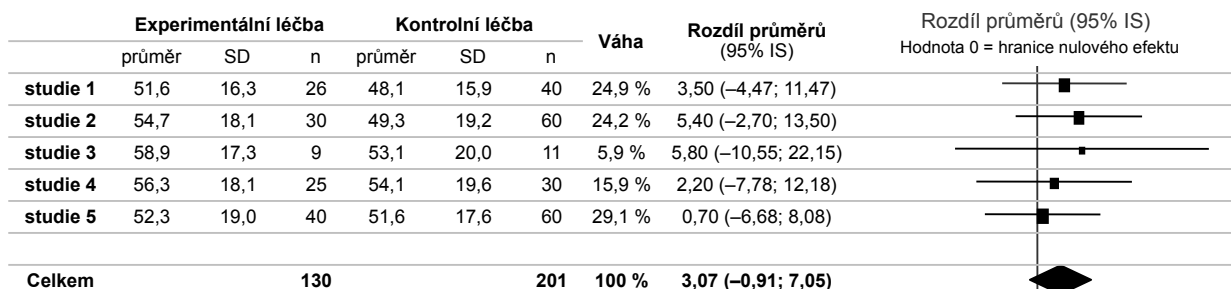 Experimentální léčba Kontrolní léčba Váha Rozdíl průměrů (95% IS) Rozdíl průměrů (95% IS)
průměr SD n průměr SD n Hodnota 0 = hranice nulového efektu
studie 1 51,6 16,3 26 48,1 15,9 40 24,9 % 3,50 (–4,47; 11,47)
studie 2 54,7 18,1 30 49,3 19,2 60 24,2 % 5,40 (–2,70; 13,50)
studie 3 58,9 17,3 9 53,1 20,0 11 5,9 % 5,80 (–10,55; 22,15)
studie 4 56,3 18,1 25 54,1 19,6 30 15,9 % 2,20 (–7,78; 12,18)
studie 5 52,3 19,0 40 51,6 17,6 60 29,1 % 0,70 (–6,68; 8,08)
Celkem 130 201 100 % 3,07 (–0,91; 7,05)